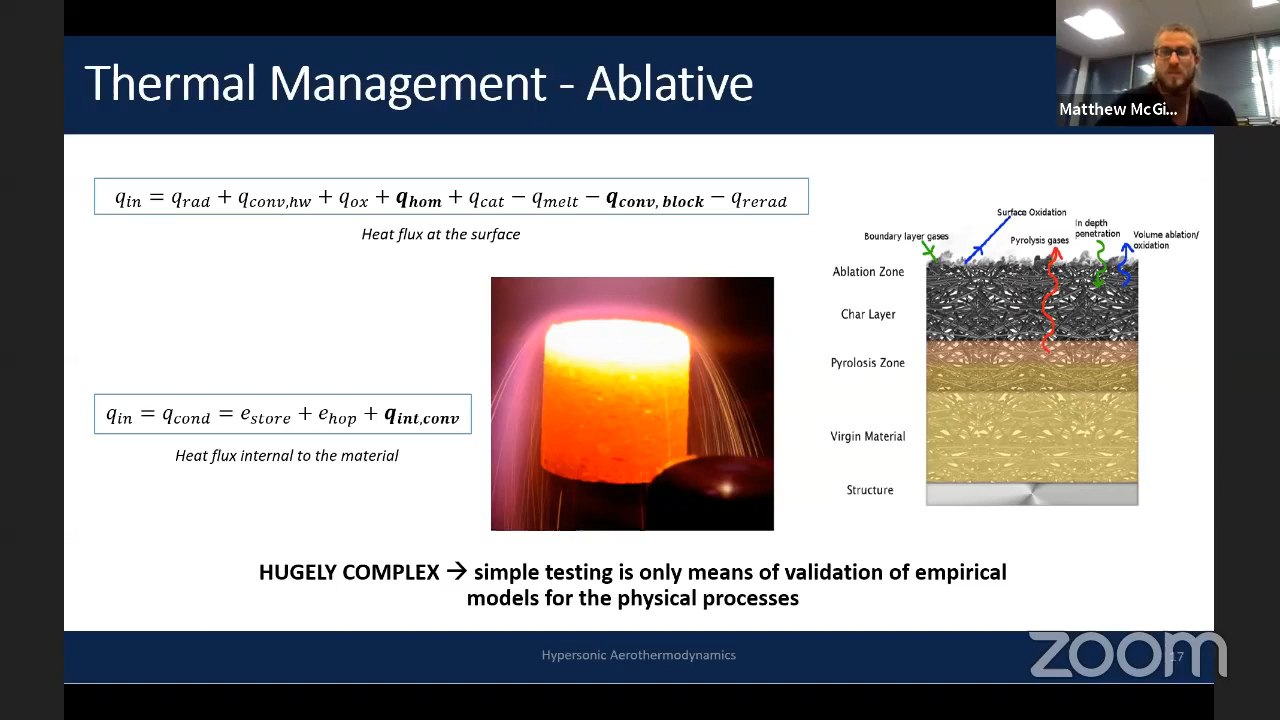 Thermal Management - Ablative
Matthew McGi...
q_in = q_rad + q_conv,hw + q_ox + q_hom + q_cat − q_melt − q_conv, block − q_rerad
Heat flux at the surface
Surface Oxidation
In depth
penetration
Boundary layer gases
Pyrolysis gases
Volume ablation/
oxidation
Ablation Zone
Char Layer
Pyrolosis Zone
Virgin Material
Structure
q_in = q_cond = e_store + e_hop + q_int,conv
Heat flux internal to the material
HUGELY COMPLEX → simple testing is only means of validation of empirical
models for the physical processes
Hypersonic Aerothermodynamics
17
zoom